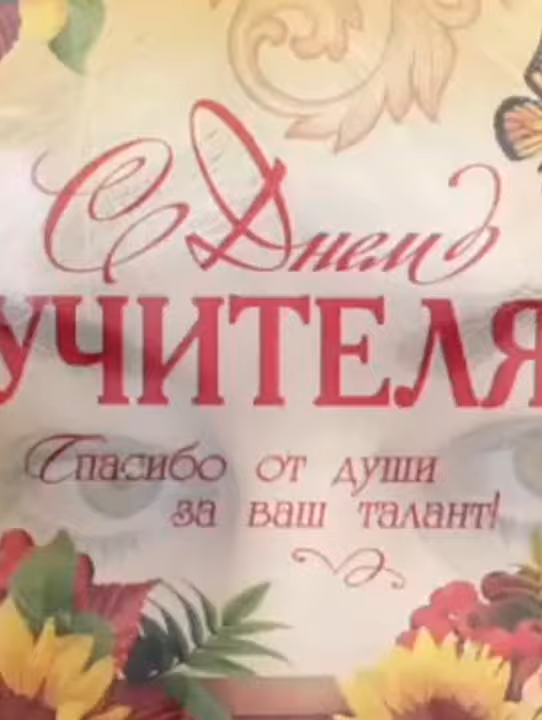 С Днем
УЧИТЕЛЯ
Спасибо от души
за ваш талант!